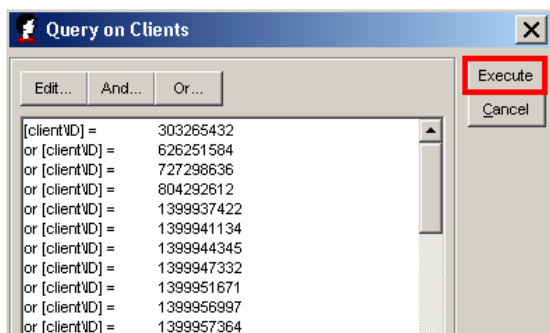 Query on Clients
Edit... And... Or...
Execute
Cancel
[client\ID] = 303265432
or [client\ID] = 626251584
or [client\ID] = 727298636
or [client\ID] = 804292612
or [client\ID] = 1399937422
or [client\ID] = 1399941134
or [client\ID] = 1399944345
or [client\ID] = 1399947332
or [client\ID] = 1399951671
or [client\ID] = 1399956997
or [client\ID] = 1399957364